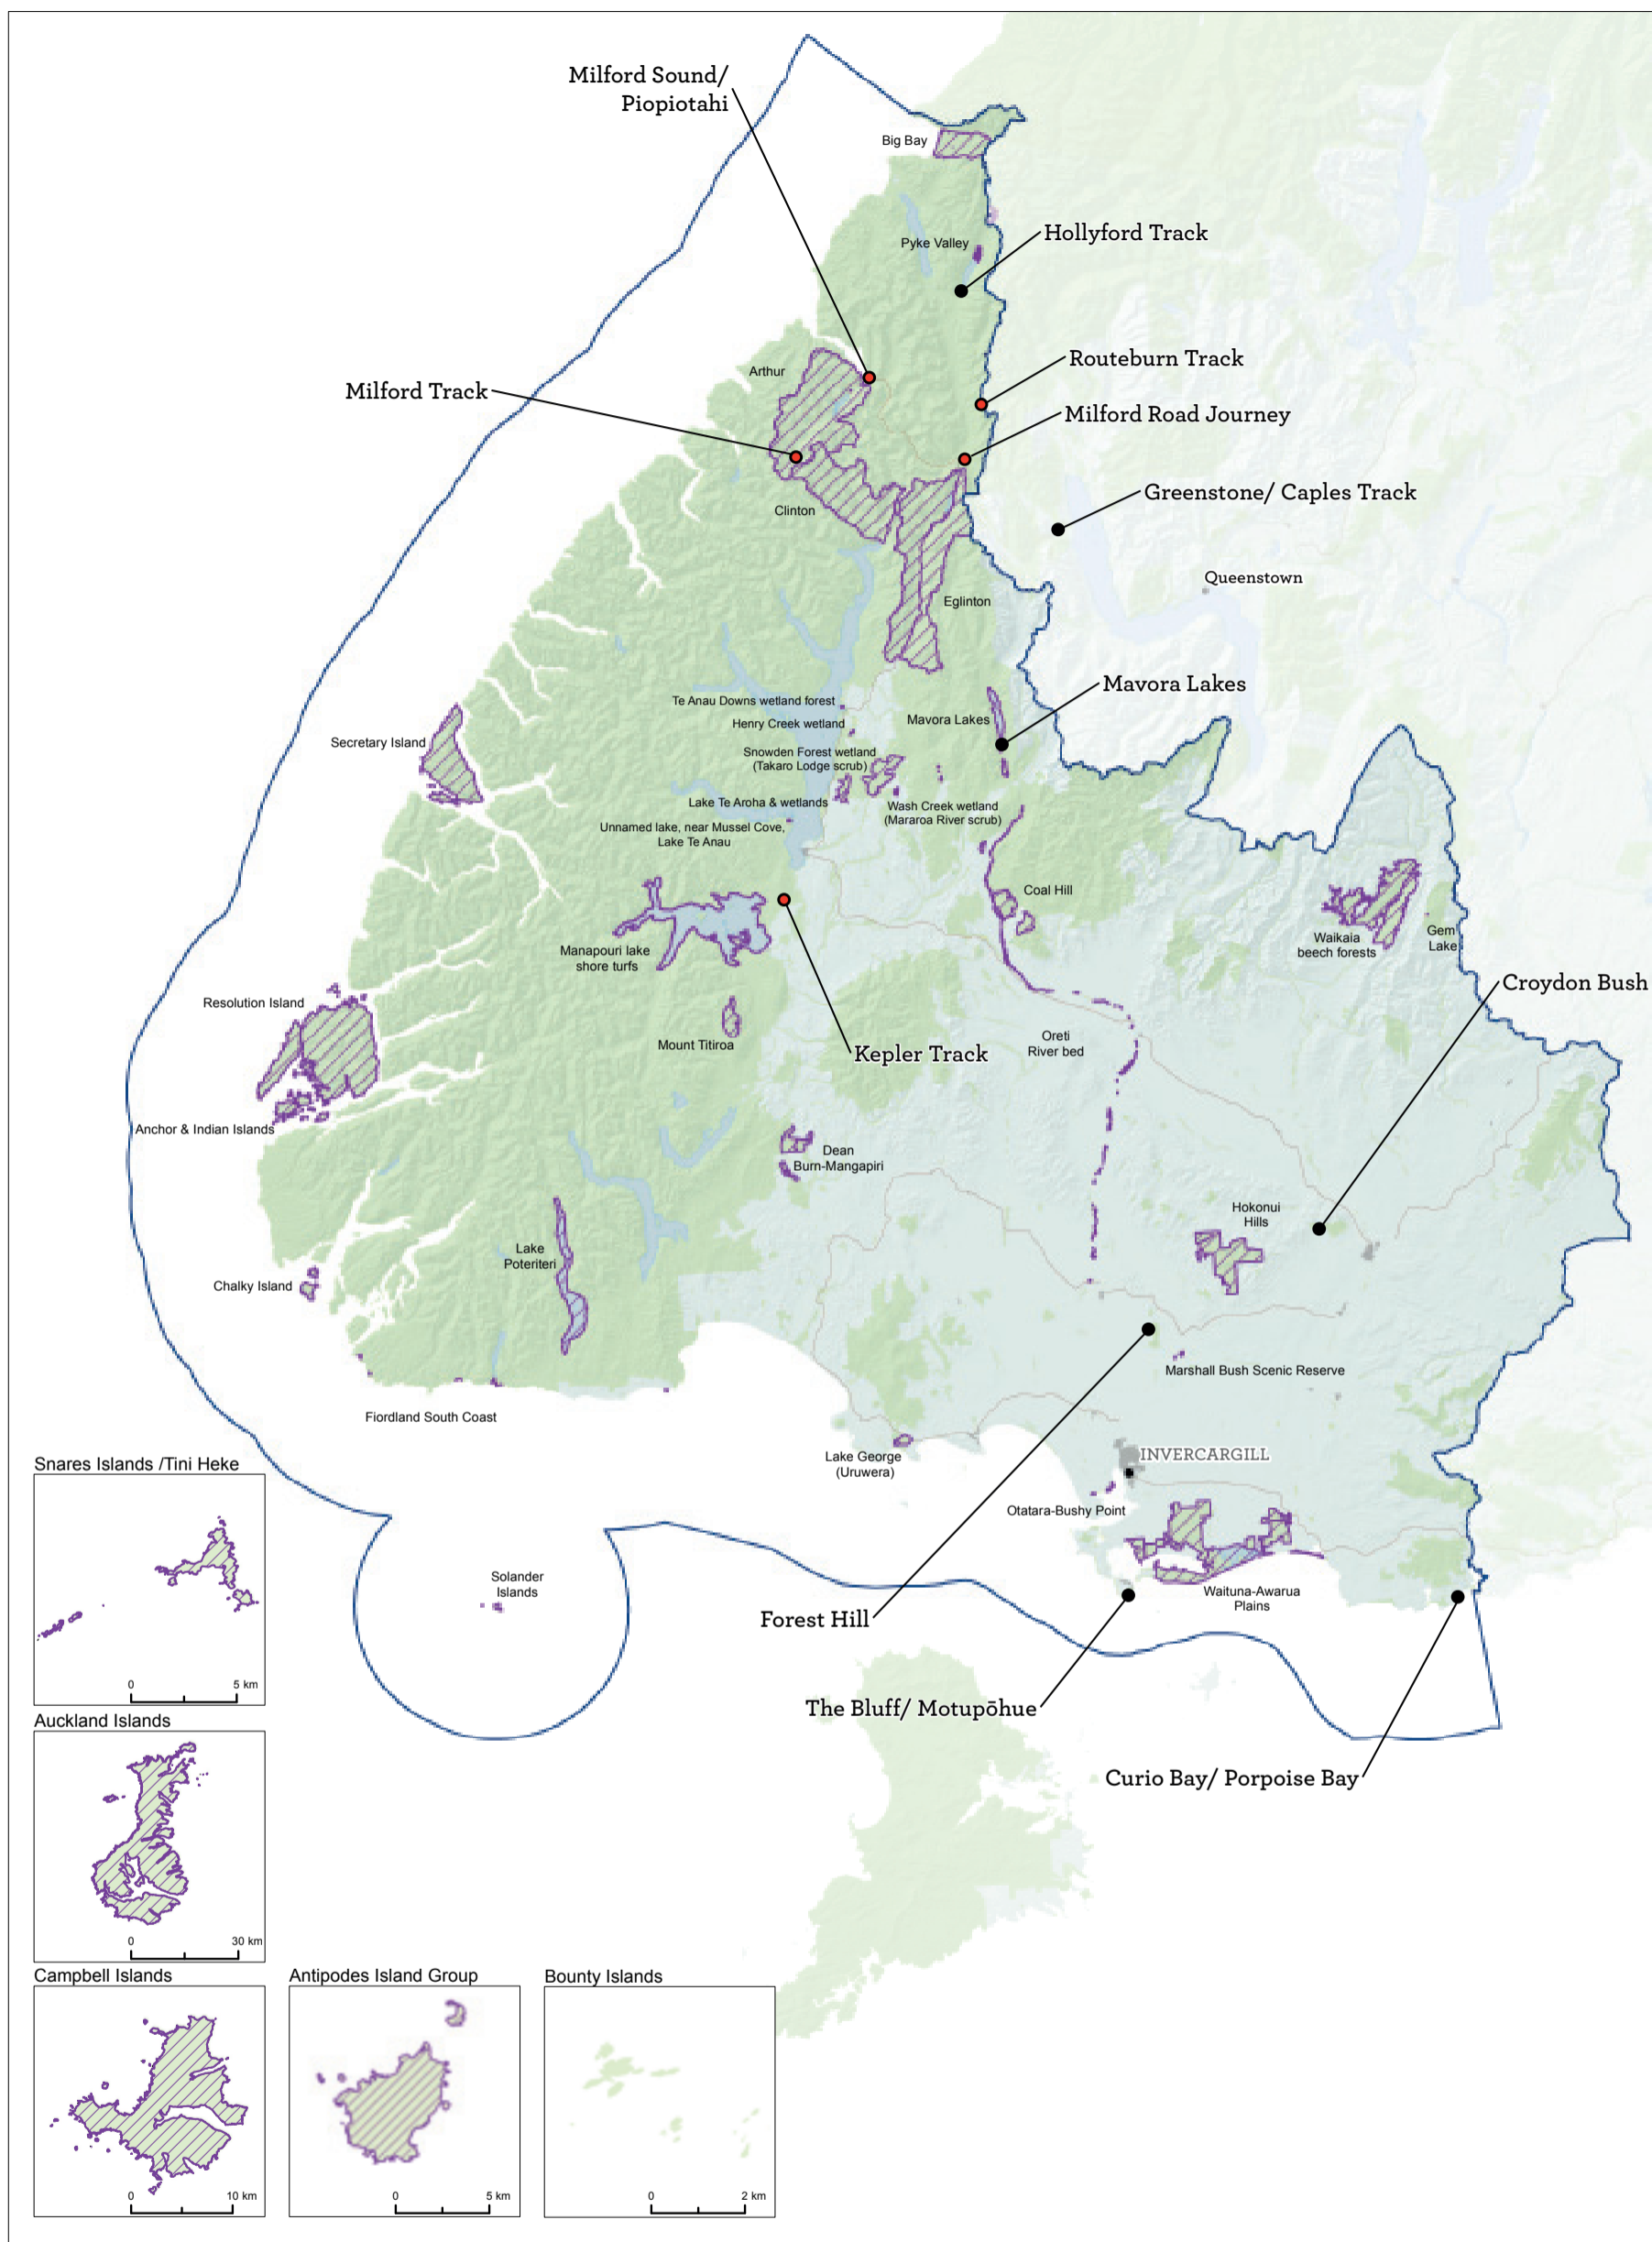 Milford Sound/
Piopiotahi
Big Bay
Hollyford Track
Pyke Valley
Routeburn Track
Arthur
Milford Track
Milford Road Journey
Greenstone/ Caples Track
Clinton
Queenstown
Eglinton
Mavora Lakes
Te Anau Downs wetland forest
Henry Creek wetland
Mavora Lakes
Secretary Island
Snowden Forest wetland
(Takaro Lodge scrub)
Lake Te Aroha & wetlands
Wash Creek wetland
(Mararoa River scrub)
Unnamed lake, near Mussel Cove,
Lake Te Anau
Coal Hill
Waikaia
beech forests
Gem
Lake
Manapouri lake
shore turfs
Croydon Bush
Resolution Island
Mount Titiroa
Kepler Track
Oreti
River bed
Anchor & Indian Islands
Dean
Burn-Mangapiri
Hokonui
Hills
Lake
Poteriteri
Chalky Island
Marshall Bush Scenic Reserve
Fiordland South Coast
Lake George
(Uruwera)
INVERCARGILL
Otatara-Bushy Point
Solander
Islands
Waituna-Awarua
Plains
Forest Hill
The Bluff/ Motupōhue
Curio Bay/ Porpoise Bay
Snares Islands /Tini Heke
0 5 km
Auckland Islands
0 30 km
Campbell Islands
0 10 km
Antipodes Island Group
0 5 km
Bounty Islands
0 2 km